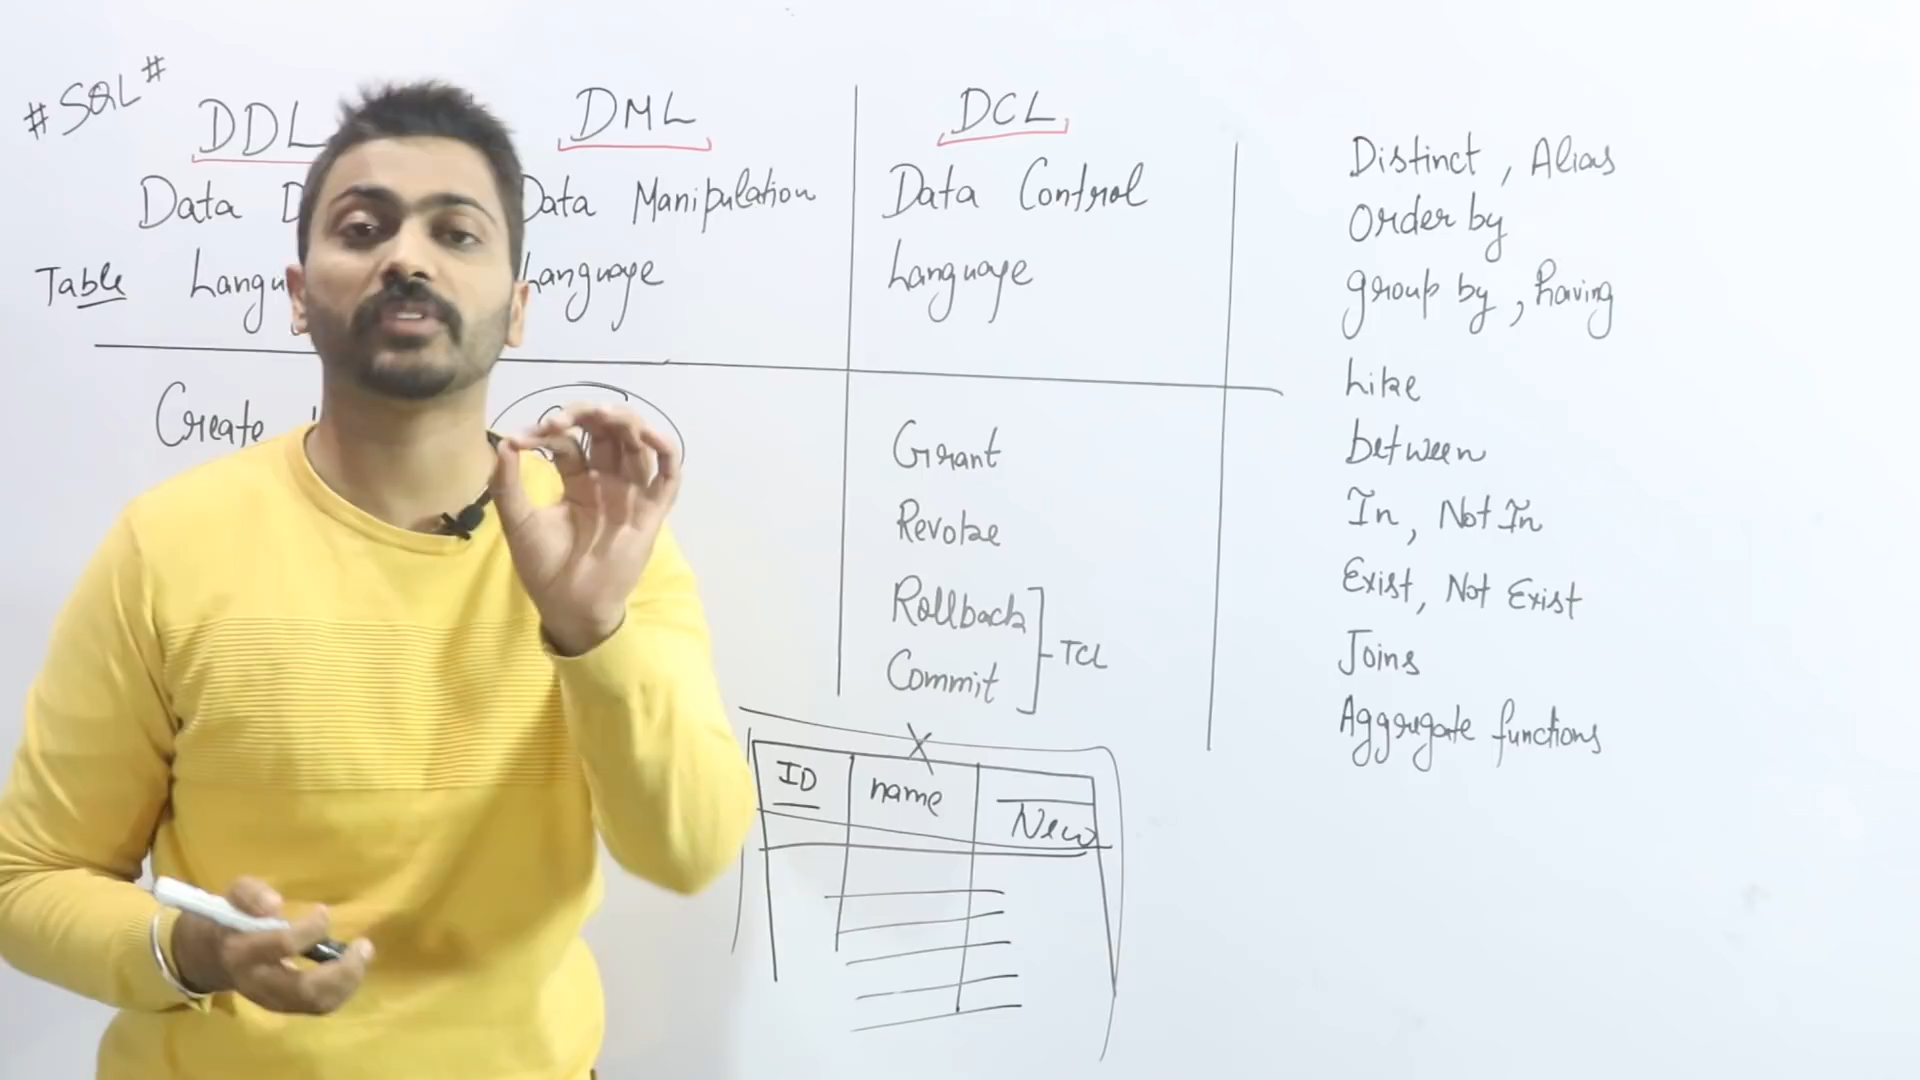 #SQL#
DDL
Data
Table
Create
DML
Data Manipulation
Language
DCL
Data Control
Language
Grant
Revoke
Rollback
Commit
TCL
X
ID
name
New
Distinct, Alias
Order by
group by, having
Like
between
In, Not In
Exist, Not Exist
Joins
Aggregate functions